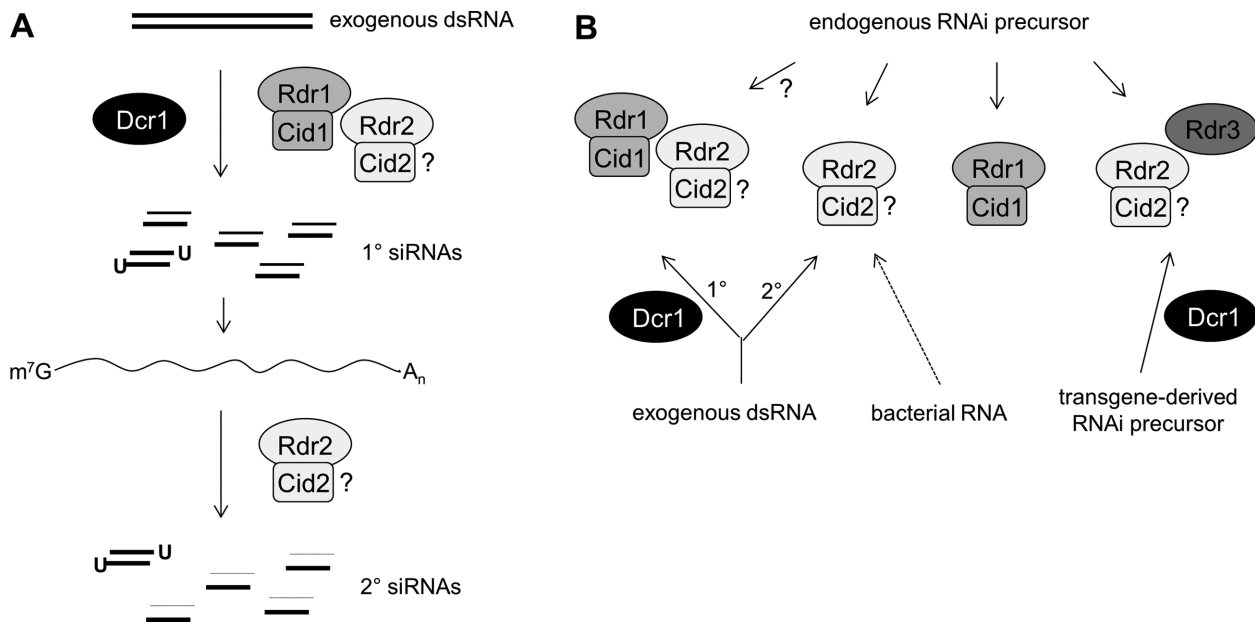 A
exogenous dsRNA
Dcr1
Rdr1
Cid1
Rdr2
Cid2 ?
U
U
1° siRNAs
m⁷G
Aₙ
Rdr2
Cid2 ?
U
U
2° siRNAs
B
endogenous RNAi precursor
?
Rdr1
Cid1
Rdr2
Cid2 ?
Rdr2
Cid2 ?
Rdr1
Cid1
Rdr3
Rdr2
Cid2 ?
1°
2°
Dcr1
Dcr1
exogenous dsRNA
bacterial RNA
transgene-derived
RNAi precursor